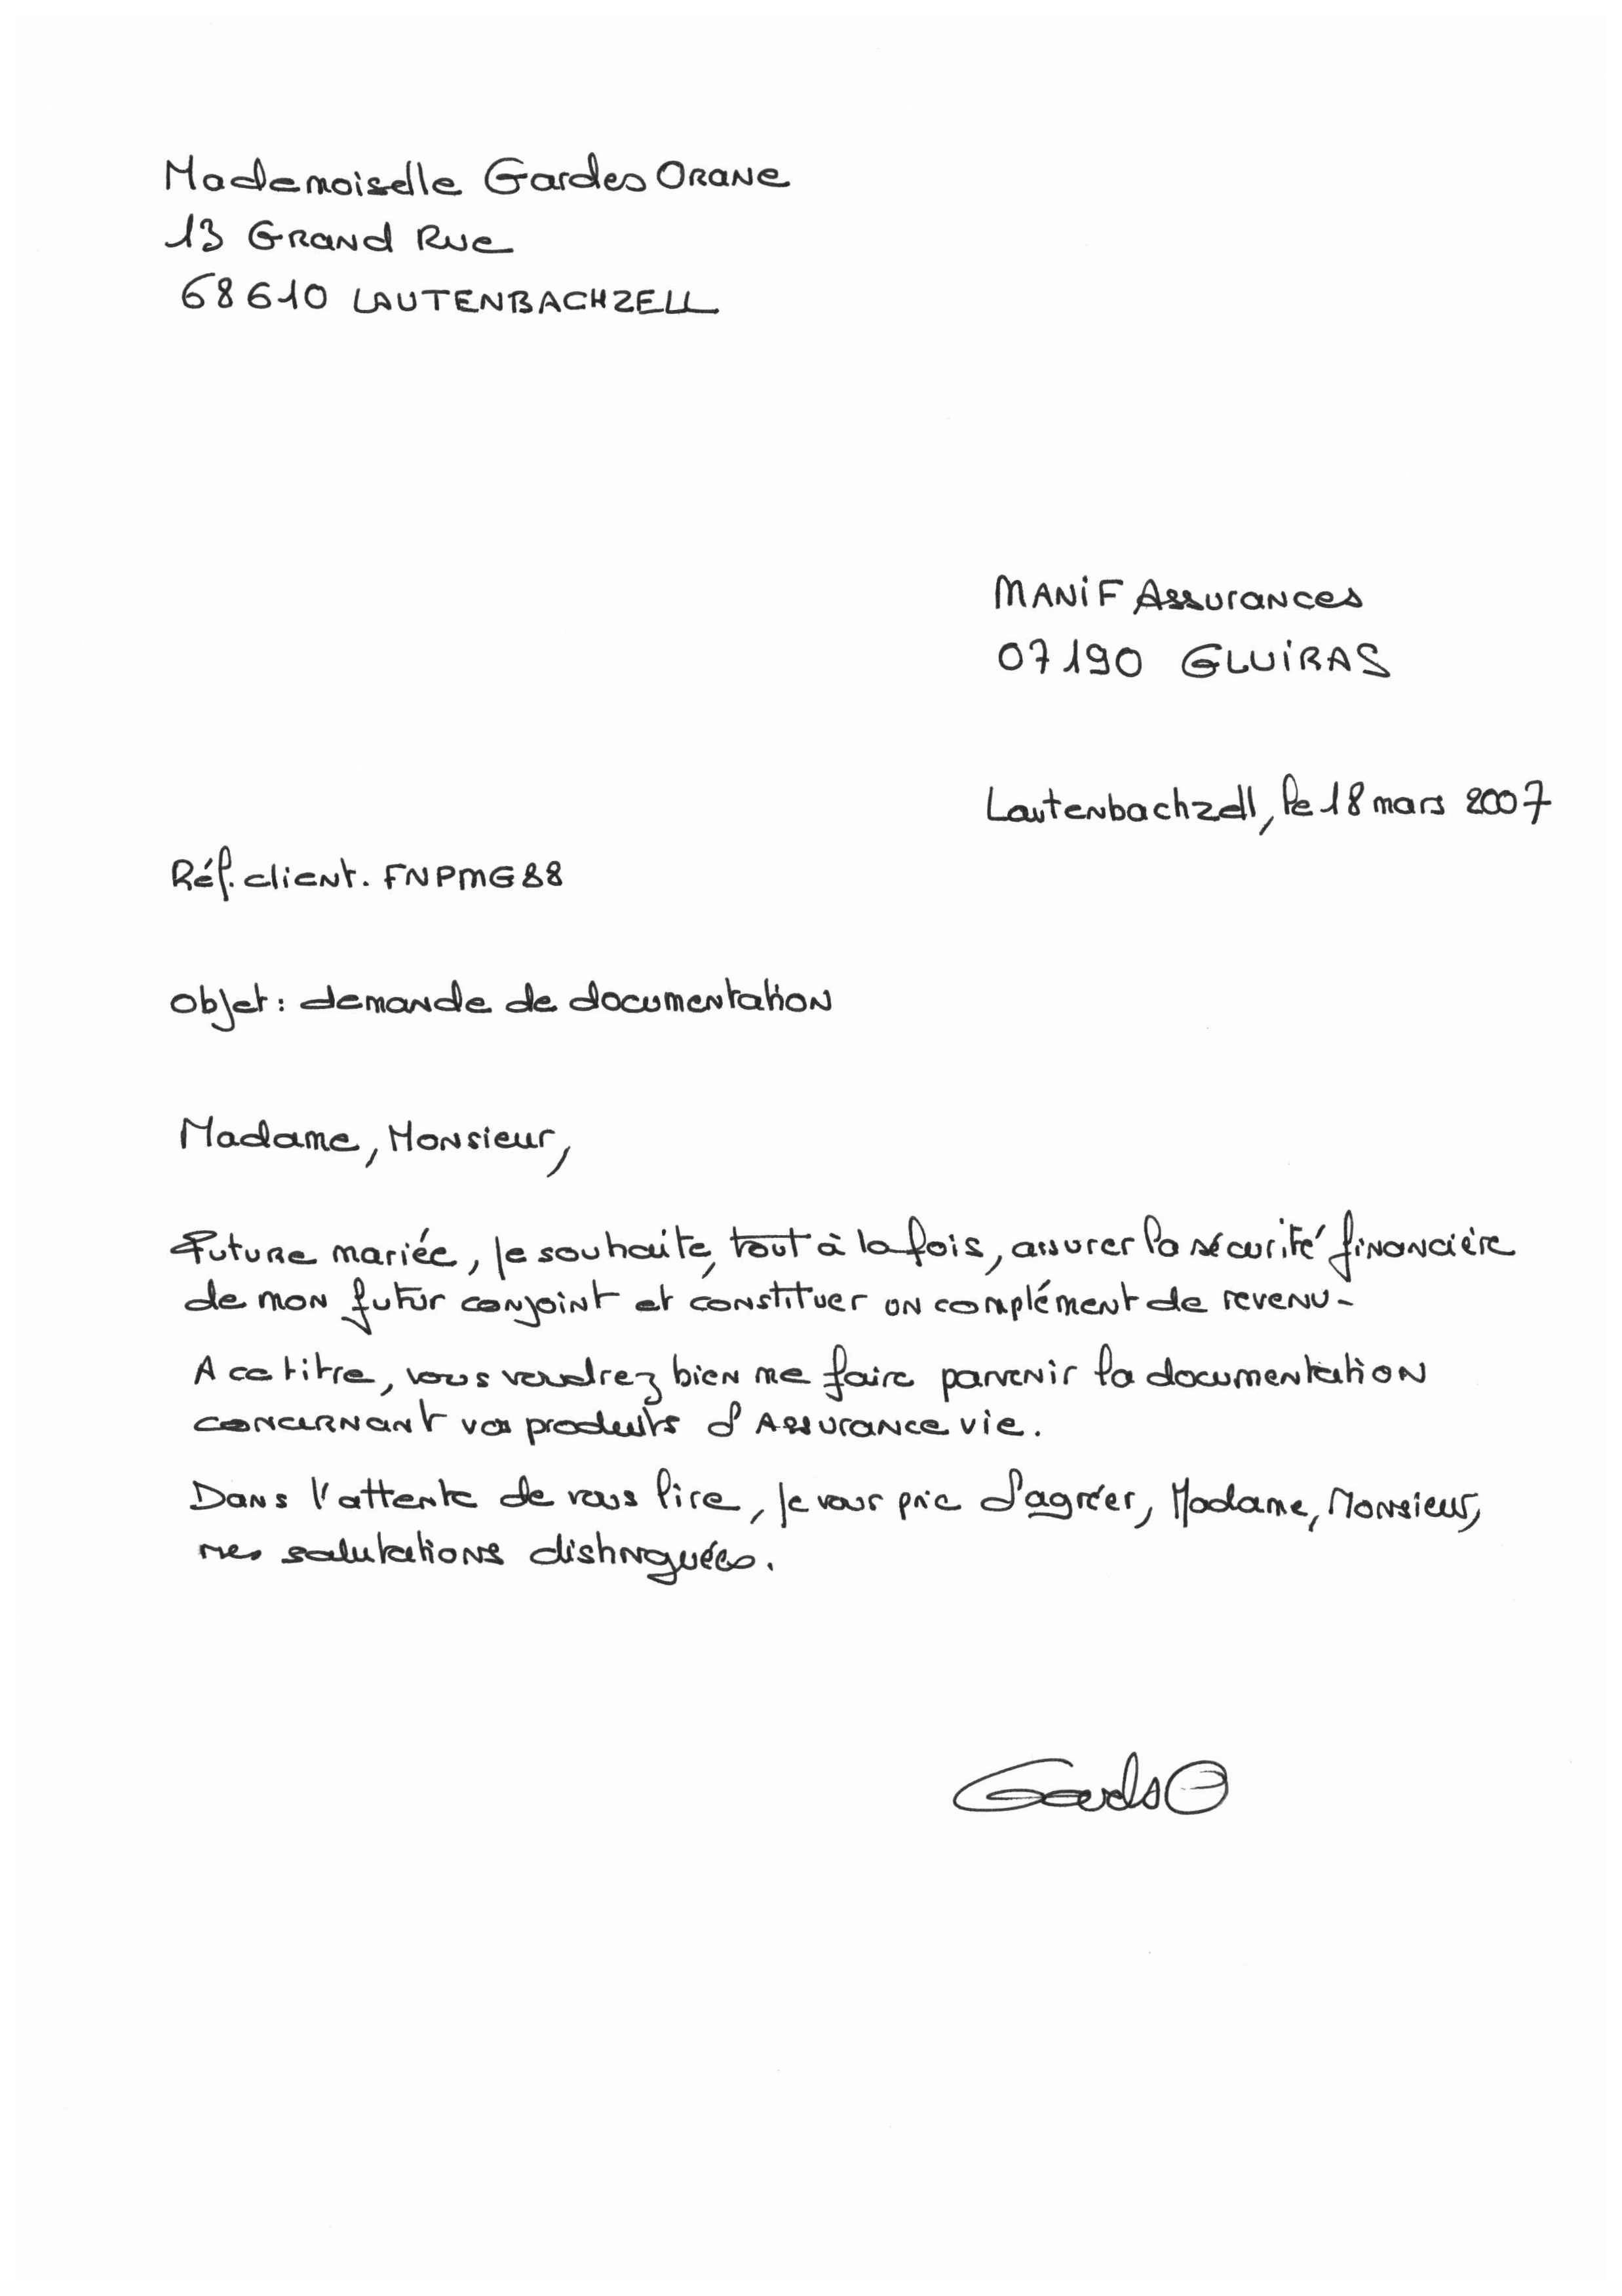 Mademoiselle Gardes Orane
13 Grand Rue
68610 LAUTENBACHZELL
MANiF Assurances
07190 GLUiRAS
Lautenbachzell, le 18 mars 2007
Réf. client. FNPMG88
Objet : demande de documentation
Madame, Monsieur,
Future mariée, je souhaite, tout à la fois, assurer la sécurité financière
de mon futur conjoint et constituer un complément de revenu-
A ce titre, vous voudrez bien me faire parvenir la documentation
concernant vos produits d'Assurance vie.
Dans l'attente de vous lire, je vous prie d'agréer, Madame, Monsieur,
mes salutations distinguées.
Gardes O